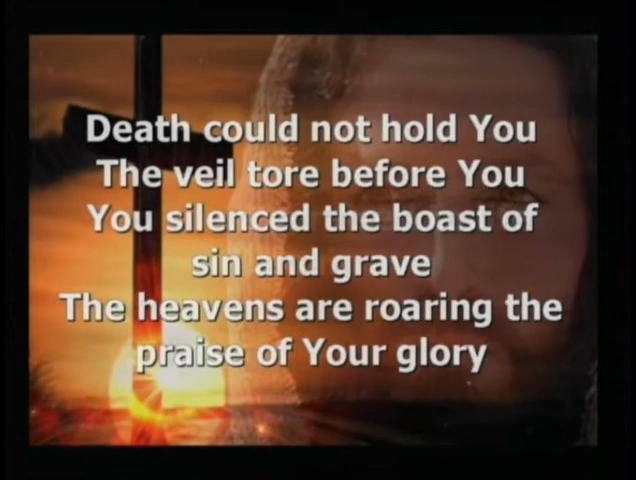 Death could not hold You
The veil tore before You
You silenced the boast of
sin and grave
The heavens are roaring the
praise of Your glory